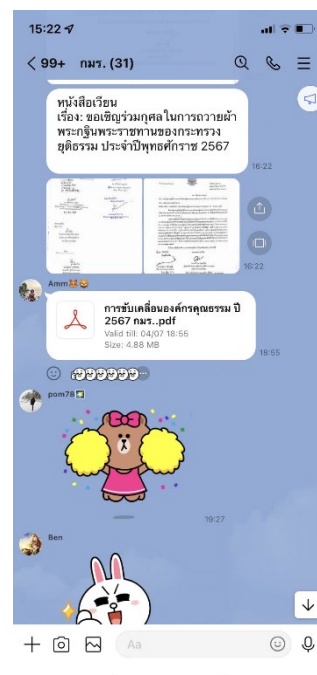 15:22
99+ กมร. (31)
หนังสือเวียน
เรื่อง: ขอเชิญร่วมกุศลในการถวายผ้า
พระกฐินพระราชทานของกระทรวง
ยุติธรรม ประจำปีพุทธศักราช 2567
16:22
16:22
Amm
การขับเคลื่อนองค์กรคุณธรรม ปี
2567 กมร..pdf
Valid till: 04/07 18:55
Size: 4.88 MB
18:55
pom78
19:27
Ben
Aa